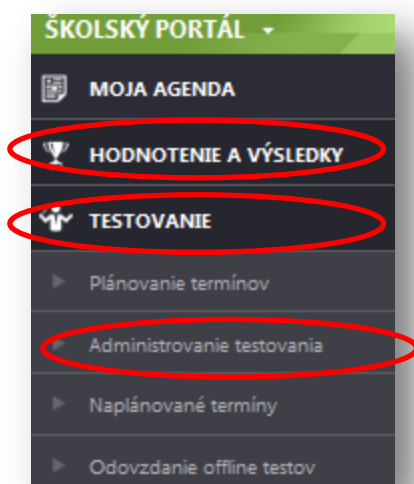 ŠKOLSKÝ PORTÁL
MOJA AGENDA
HODNOTENIE A VÝSLEDKY
TESTOVANIE
Plánovanie termínov
Administrovanie testovania
Naplánované termíny
Odovzdanie offline testov